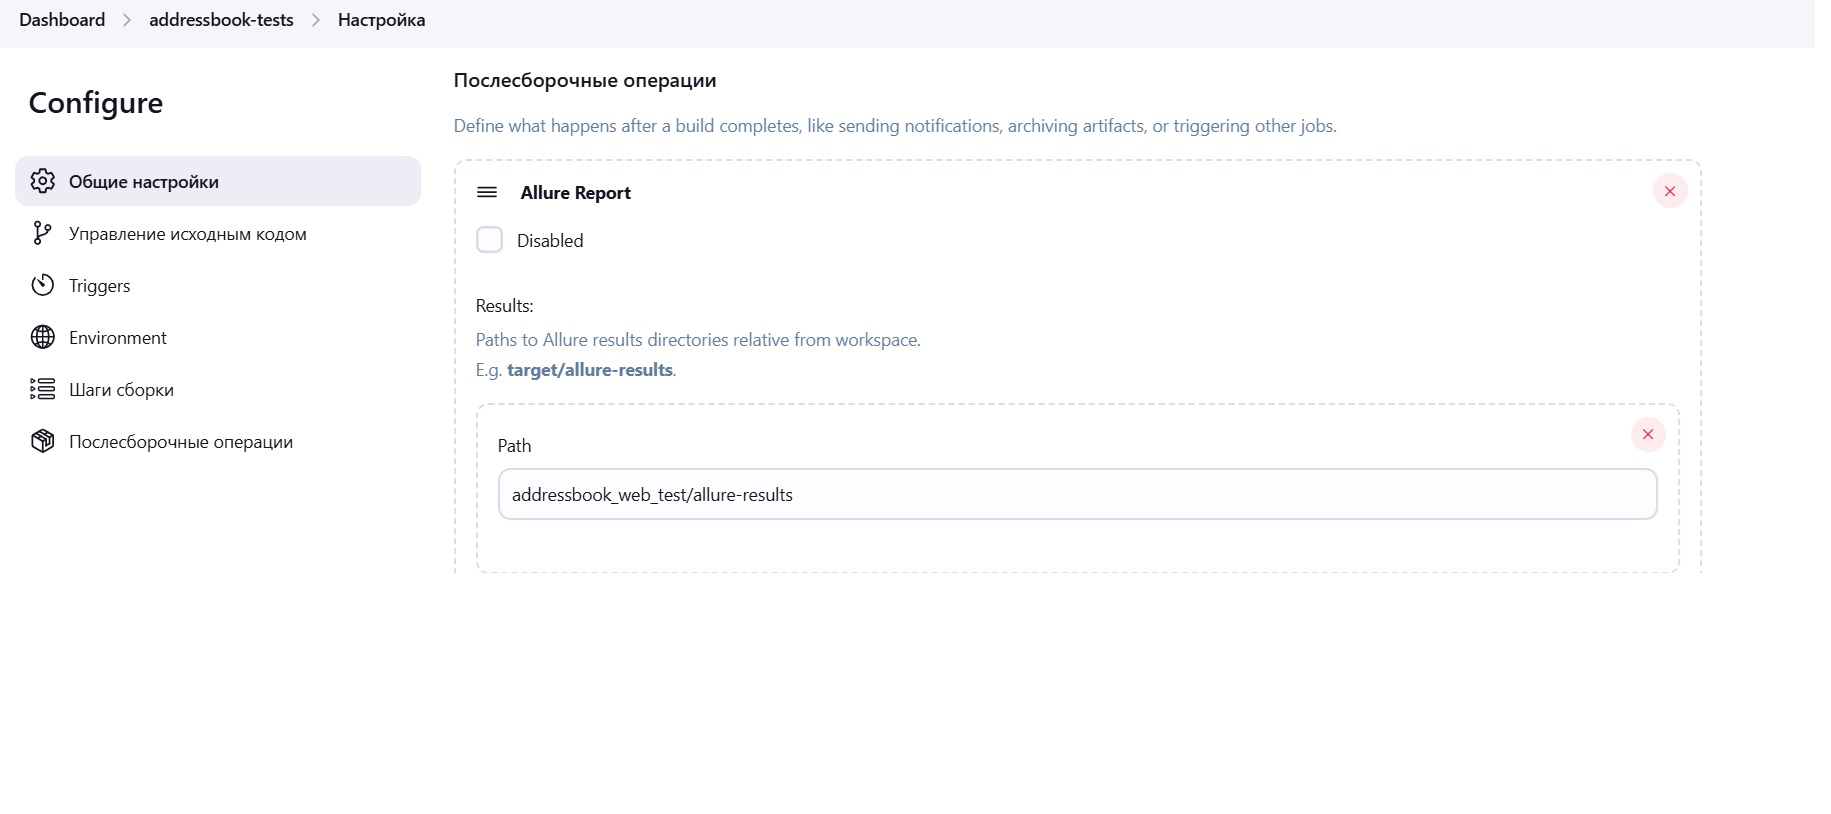 Dashboard > addressbook-tests > Настройка
Configure
Общие настройки
Управление исходным кодом
Triggers
Environment
Шаги сборки
Послесборочные операции
Послесборочные операции
Define what happens after a build completes, like sending notifications, archiving artifacts, or triggering other jobs.
Allure Report
Disabled
Results:
Paths to Allure results directories relative from workspace.
E.g. target/allure-results.
Path
addressbook_web_test/allure-results